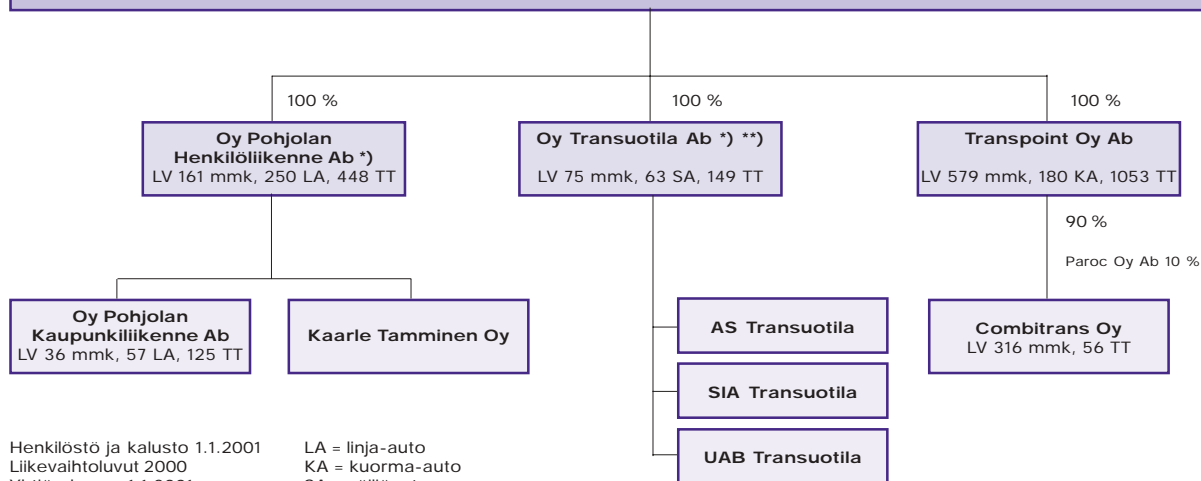 100 %
100 %
100 %
Oy Pohjolan
Henkilöliikenne Ab *)
LV 161 mmk, 250 LA, 448 TT
Oy Transuotila Ab *) **)
LV 75 mmk, 63 SA, 149 TT
Transpoint Oy Ab
LV 579 mmk, 180 KA, 1053 TT
90 %
Paroc Oy Ab 10 %
Oy Pohjolan
Kaupunkiliikenne Ab
LV 36 mmk, 57 LA, 125 TT
Kaarle Tamminen Oy
AS Transuotila
SIA Transuotila
UAB Transuotila
Combitrans Oy
LV 316 mmk, 56 TT
Henkilöstö ja kalusto 1.1.2001
Liikevaihtoluvut 2000
LA = linja-auto
KA = kuorma-auto